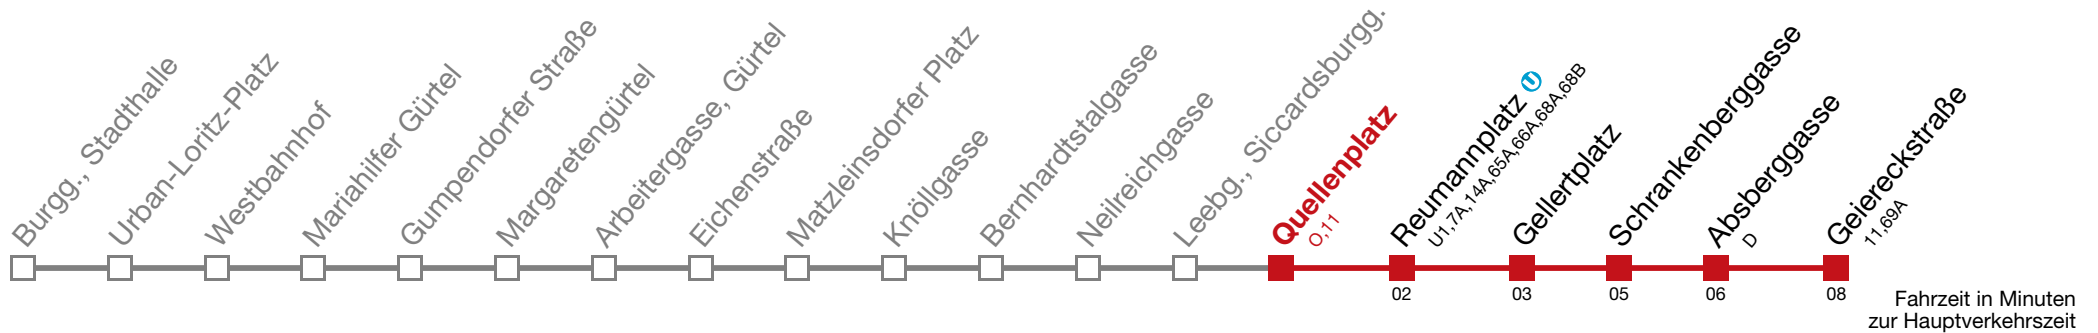 Burgg., Stadthalle
Urban-Loritz-Platz
Westbahnhof
Mariahilfer Gürtel
Gumpendorfer Straße
Margaretengürtel
Arbeitergasse, Gürtel
Eichenstraße
Matzleinsdorfer Platz
Knöllgasse
Bernhardtstalgasse
Neilreichgasse
Leebg., Siccardsburgg.
Quellenplatz
O,11
Reumannplatz U
U1,7A,14A,65A,66A,68A,68B
Gellertplatz
Schrankenberggasse
Absberggasse
D
Geiereckstraße
11,69A
02 03 05 06 08
Fahrzeit in Minuten
zur Hauptverkehrszeit